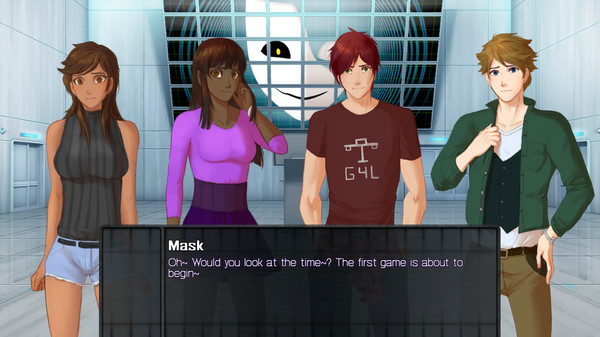 G4L
Mask
Oh~ Would you look at the time~? The first game is about to
begin~